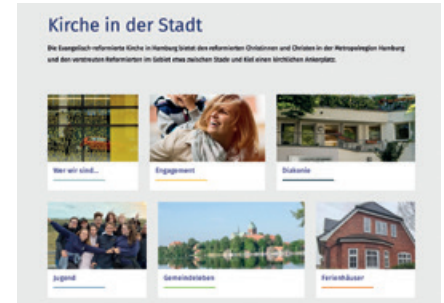 Kirche in der Stadt
Die Evangelisch-reformierte Kirche in Hamburg bietet den reformierten Christinnen und Christen in der Metropolregion Hamburg
und den verstreuten Reformierten im Gebiet etwa zwischen Stade und Kiel einen kirchlichen Ankerplatz.
Wer wir sind...
Engagement
Diakonie
Jugend
Gemeindeleben
Ferienhäuser